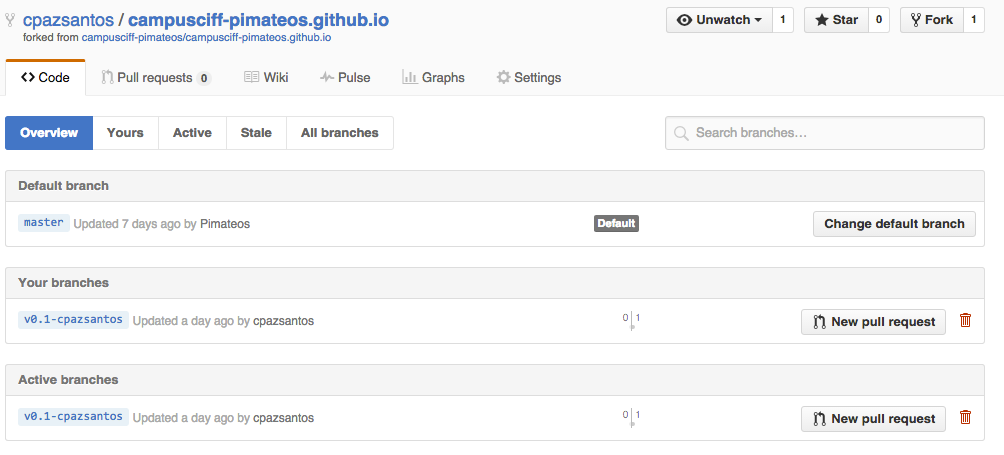 cpazsantos / campusciff-pimateos.github.io
Unwatch 1 Star 0 Fork 1
forked from campusciff-pimateos/campusciff-pimateos.github.io
Code Pull requests 0 Wiki Pulse Graphs Settings
Overview Yours Active Stale All branches Search branches...
Default branch
master Updated 7 days ago by Pimateos Default Change default branch
Your branches
v0.1-cpazsantos Updated a day ago by cpazsantos 0 1 New pull request
Active branches
v0.1-cpazsantos Updated a day ago by cpazsantos 0 1 New pull request